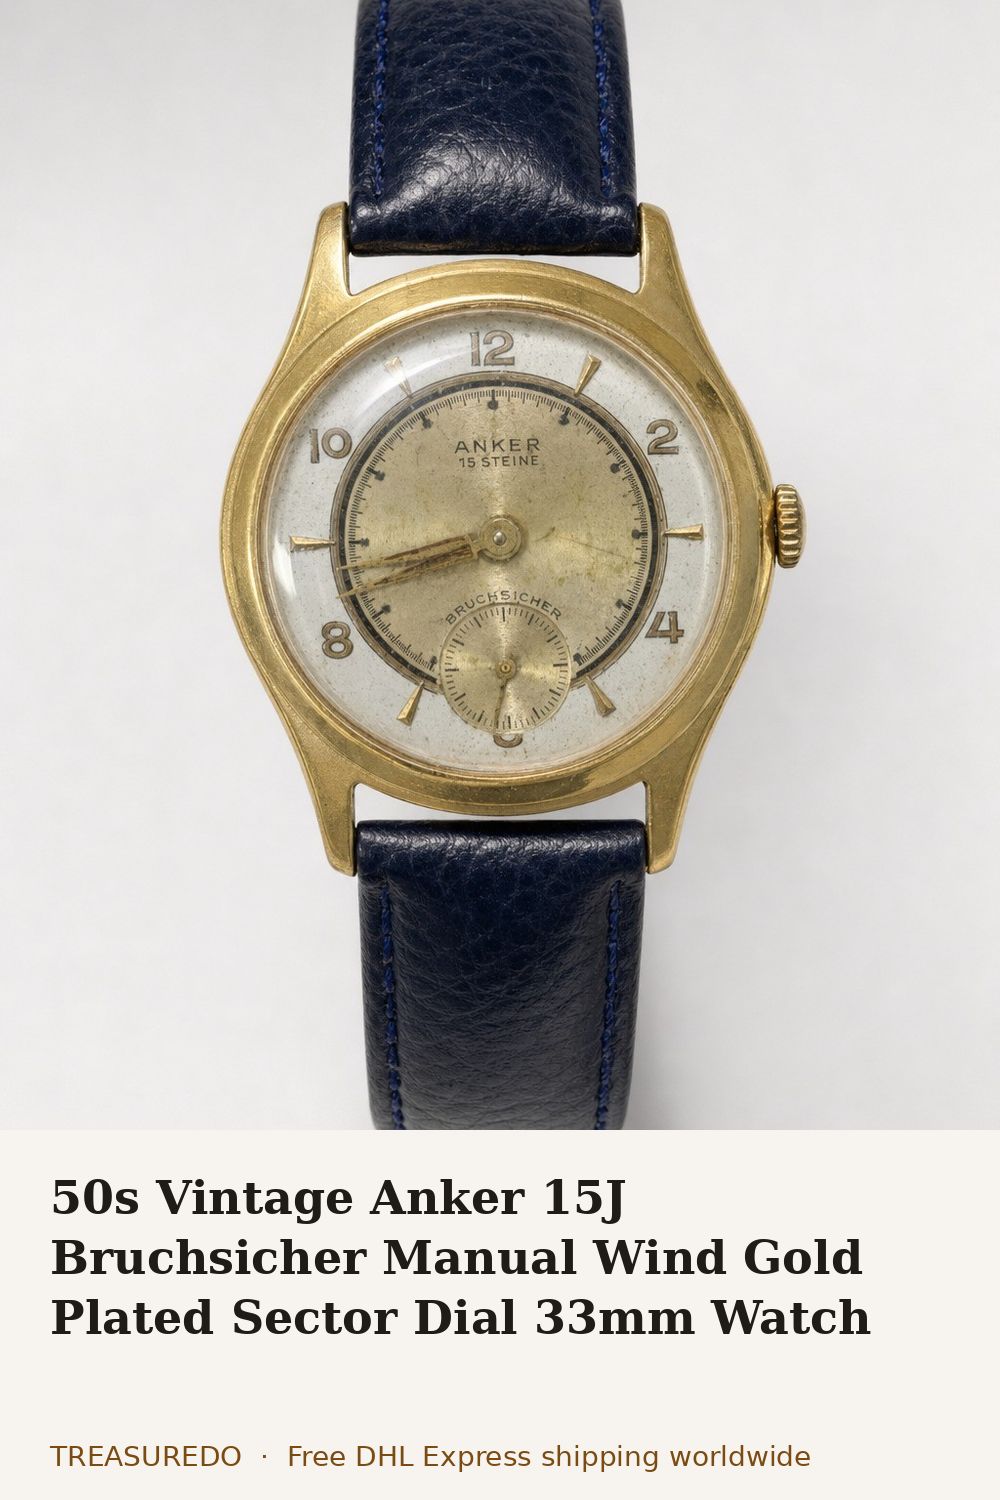 12
10
2
ANKER
15 STEINE
BRUCHSICHER
8
4
6
50s Vintage Anker 15J
Bruchsicher Manual Wind Gold
Plated Sector Dial 33mm Watch
TREASUREDO · Free DHL Express shipping worldwide